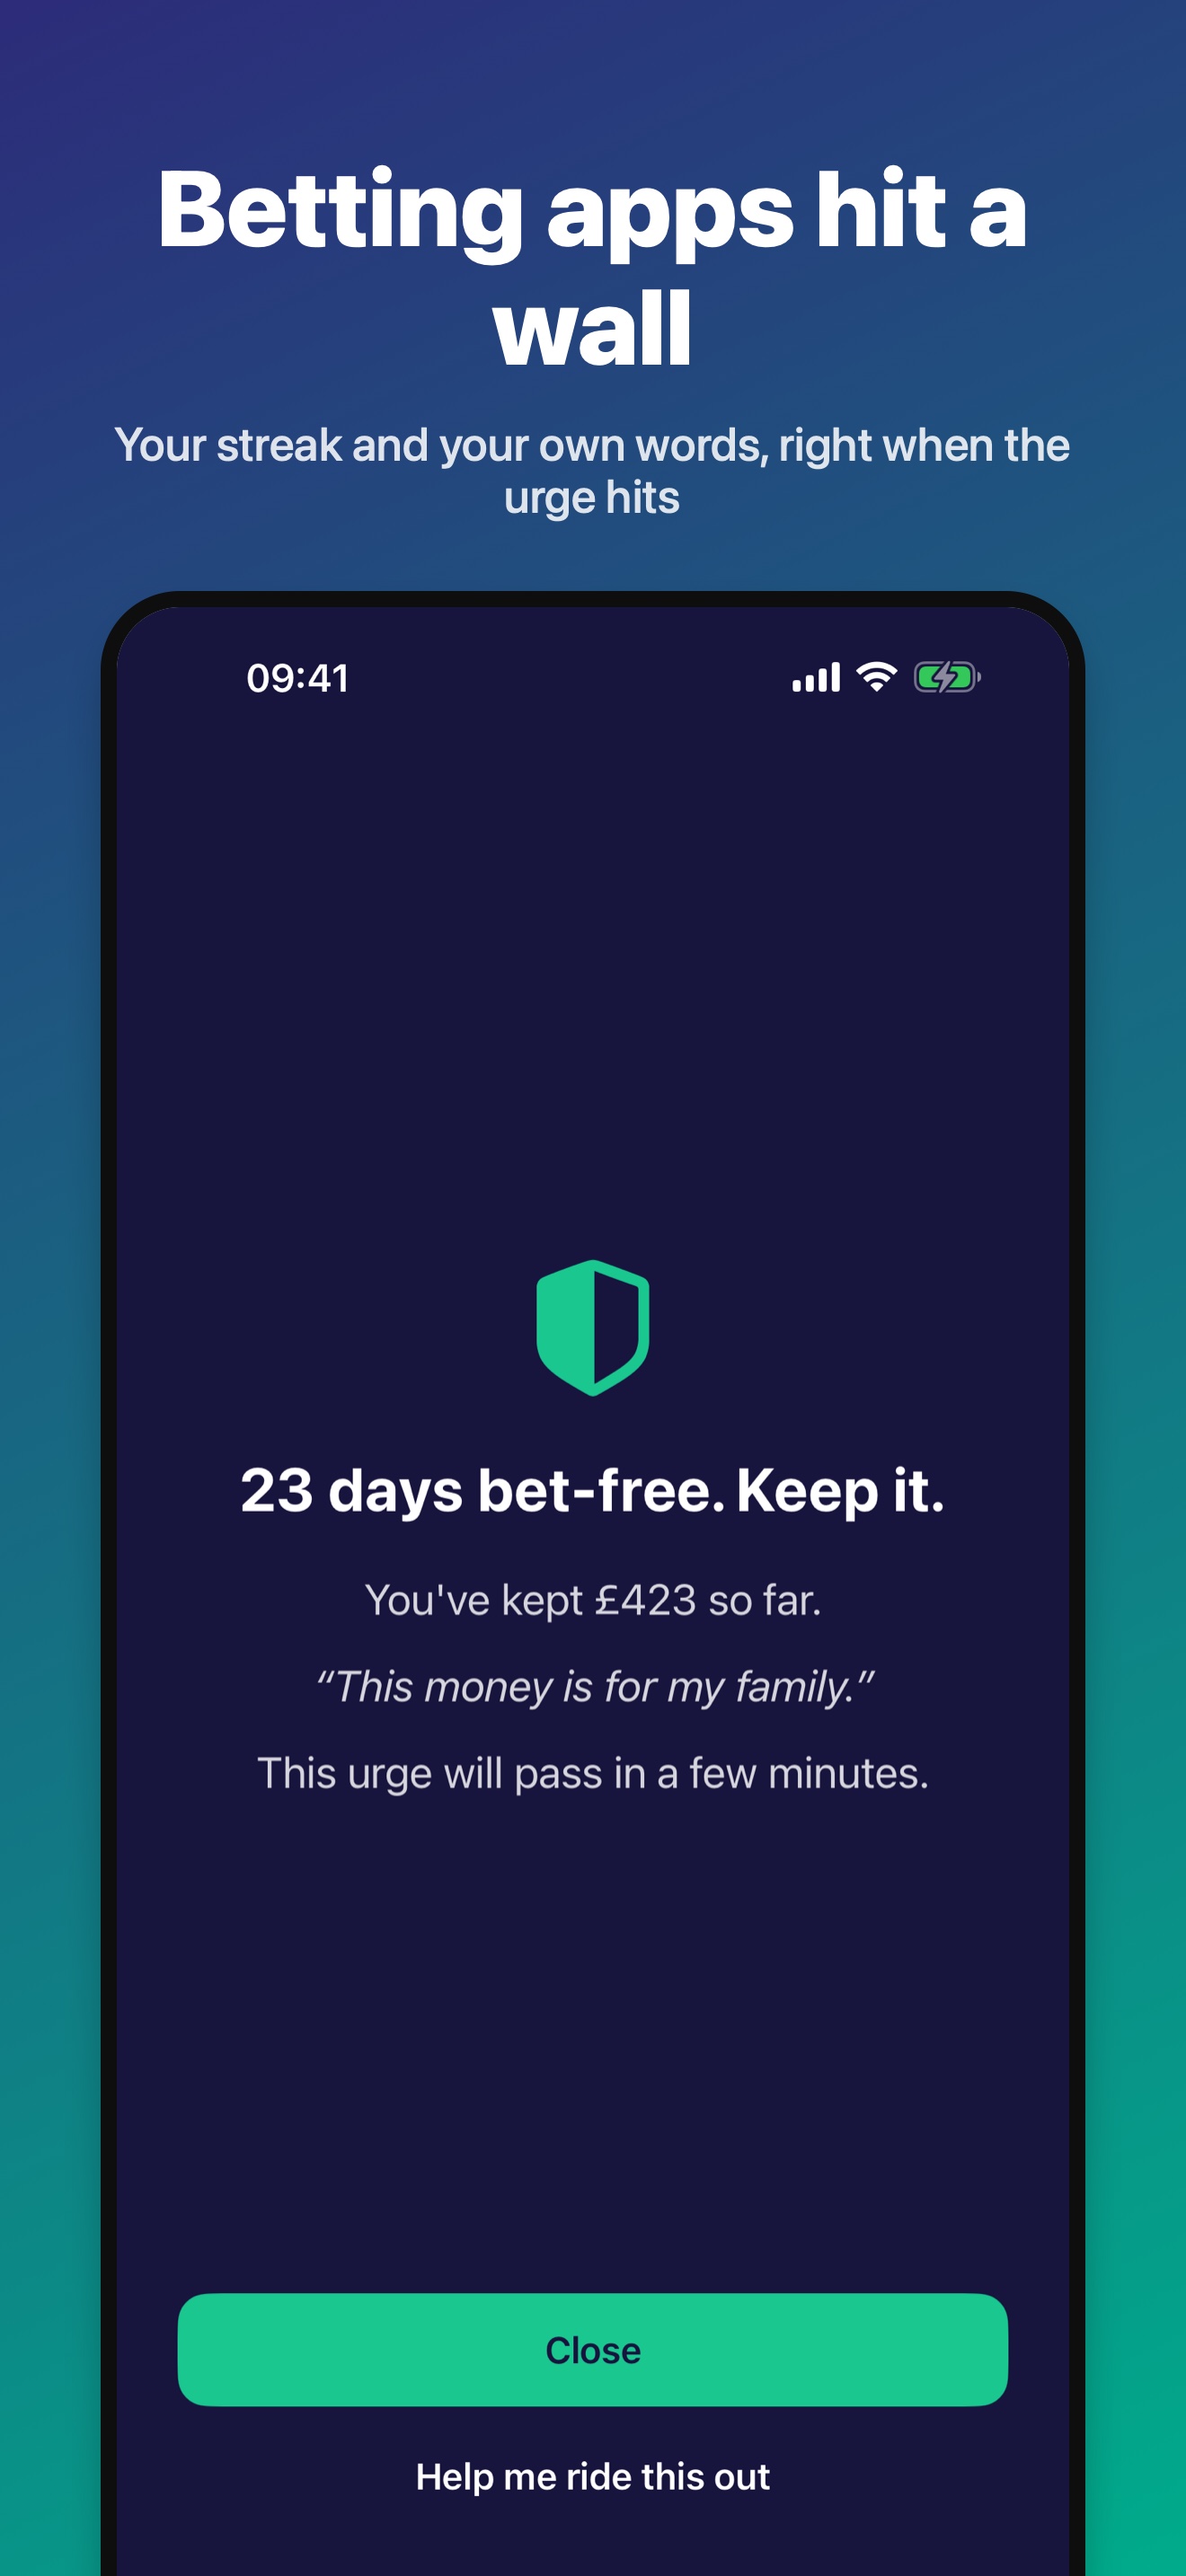 Betting apps hit a
wall
Your streak and your own words, right when the
urge hits
09:41
23 days bet-free. Keep it.
You've kept £423 so far.
“This money is for my family.”
This urge will pass in a few minutes.
Close
Help me ride this out